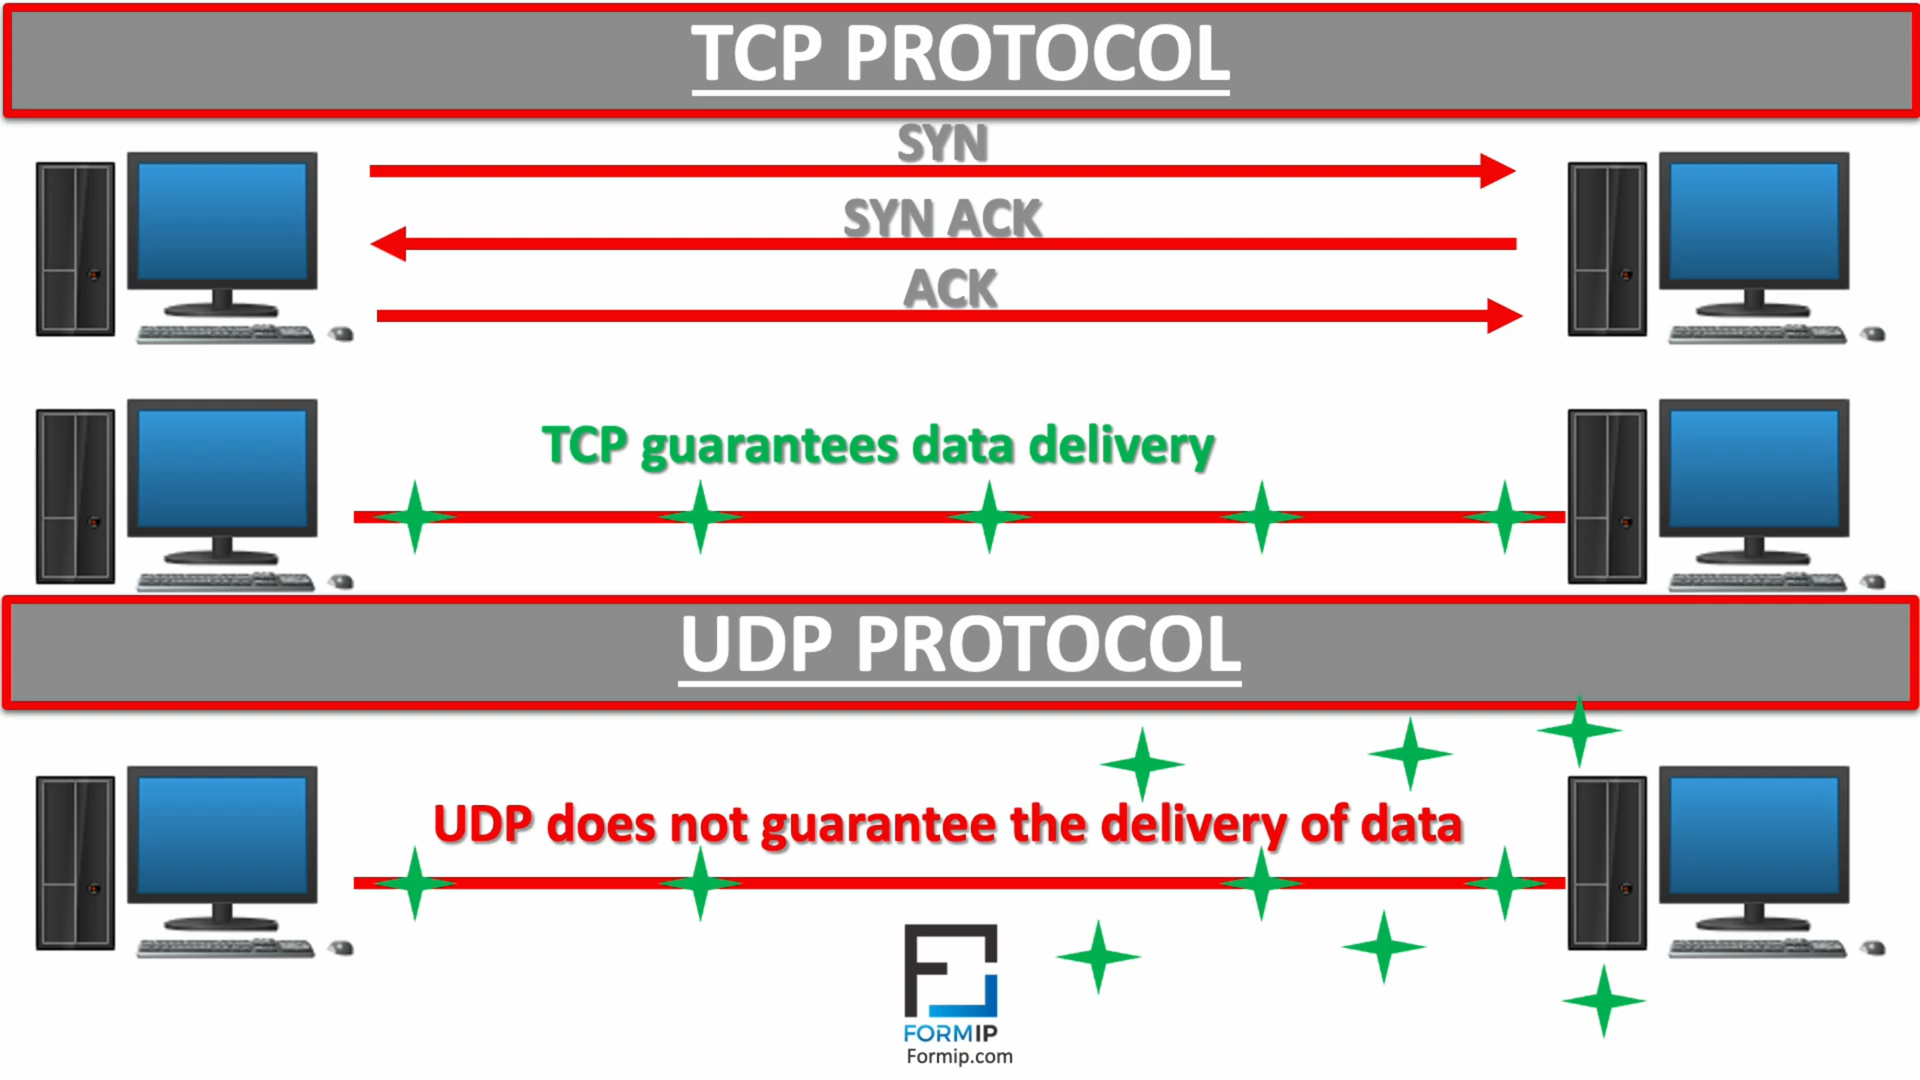 TCP PROTOCOL
SYN
SYN ACK
ACK
TCP guarantees data delivery
UDP PROTOCOL
UDP does not guarantee the delivery of data
FORMIP
Formip.com